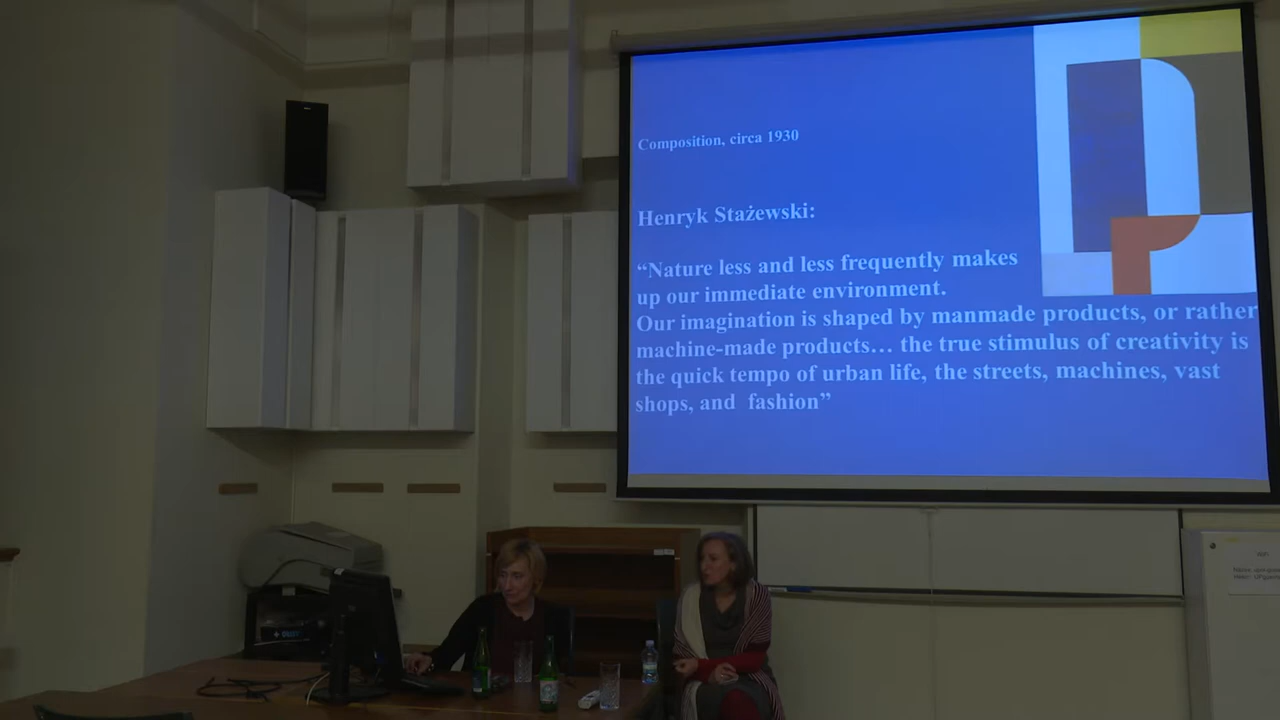 Composition, circa 1930
Henryk Stażewski:
“Nature less and less frequently makes
up our immediate environment.
Our imagination is shaped by manmade products, or rather
machine-made products… the true stimulus of creativity is
the quick tempo of urban life, the streets, machines, vast
shops, and fashion”